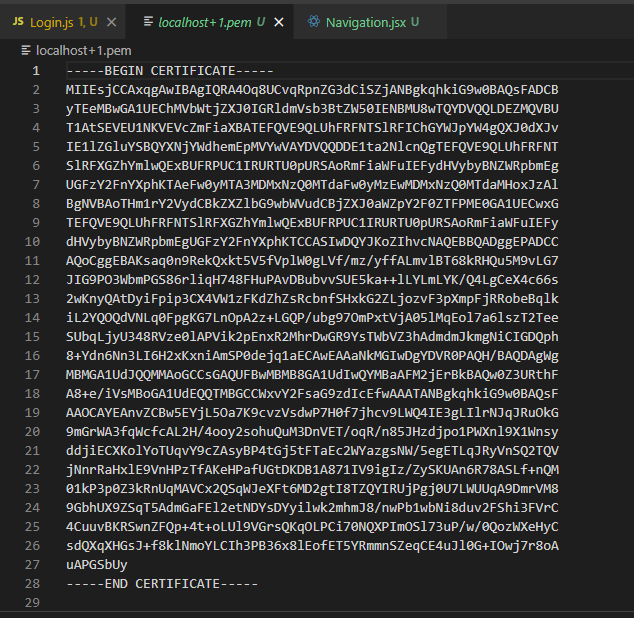 JS Login.js 1, U ×
localhost+1.pem U ×
Navigation.jsx U
localhost+1.pem
1 -----BEGIN CERTIFICATE-----
2 MIIEsjCCAxqgAwIBAgIQRA4Oq8UCvqRpnZG3dCiSZjANBgkqhkiG9w0BAQsFADCB
3 yTEeMBwGA1UEChMVbWtjZXJ0IGRldmVsb3BtZW50IENBMU8wTQYDVQQLDEZMQVBU
4 T1AtSEVEU1NKVEVcZmFiaXBATEFQVE9QLUhFRFNTSlRFIChGYWJpYW4gQXJ0dXJv
5 IE1lZGluYSBQYXNjYWdhemEpMVYwVAYDVQQDDE1ta2NlcnQgTEFQVE9QLUhFRFNT
6 SlRFXGZhYmlwQExBUFRPUC1IRURTU0pURSAoRmFiaWFuIEFydHVybyBNZWRpbmEg
7 UGFzY2FnYXphKTAeFw0yMTA3MDMxNzQ0MTdaFw0yMzEwMDMxNzQ0MTdaMHoxJzAl
8 BgNVBAoTHm1rY2VydCBkZXZlbG9wbWVudCBjZXJ0aWZpY2F0ZTFPME0GA1UECwxG
9 TEFQVE9QLUhFRFNTSlRFXGZhYmlwQExBUFRPUC1IRURTU0pURSAoRmFiaWFuIEFy
10 dHVybyBNZWRpbmEgUGFzY2FnYXphKTCCASIwDQYJKoZIhvcNAQEBBQADggEPADCC
11 AQoCggEBAKsaq0n9RekQxkt5V5fVplW0gLVf/mz/yffALmvlBT68kRHQu5M9vLG7
12 JIG9PO3WbmPGS86rliqH748FHuPAvDBubvvSUE5ka++lLYLmLYK/Q4LgCeX4c66s
13 2wKnyQAtDyiFpip3CX4VW1zFKdZhZsRcbnfSHxkG2ZLjozvF3pXmpFjRRobeBqlk
14 iL2YQOQdVNLq0FpgKG7LnOpA2z+LGQP/ubg97OmPxtVjA05lMqEol7a6lszT2Tee
15 SUbqLjyU348RVze0lAPVik2pEnxR2MhrDwGR9YsTWbVZ3hAdmdmJkmgNiCIGDQph
16 8+Ydn6Nn3LI6H2xKxniAmSP0dejq1aECAwEAAaNkMGIwDgYDVR0PAQH/BAQDAgWg
17 MBMGA1UdJQQMMAoGCCsGAQUFBwMBMB8GA1UdIwQYMBaAFM2jErBkBAQw0Z3URthF
18 A8+e/iVsMBoGA1UdEQQTMBGCCWxvY2FsaG9zdIcEfwAAATANBgkqhkiG9w0BAQsF
19 AAOCAYEAnvZCBw5EYjL5Oa7K9cvzVsdwP7H0f7jhcv9LWQ4IE3gLIlrNJqJRuOkG
20 9mGrWA3fqWcfcAL2H/4ooy2sohuQuM3DnVET/oqR/n85JHzdjpo1PWXnl9X1Wnsy
21 ddjiECXKolYoTUqvY9cZAsyBP4tGj5tFTaEc2WYazgsNW/5egETLqJRyVnSQ2TQV
22 jNnrRaHxlE9VnHPzTfAKeHPafUGtDKDB1A871IV9igIz/ZySKUAn6R78ASLf+nQM
23 01kP3p0Z3kRnUqMAVCx2QSqWJeXFt6MD2gtI8TZQYIRUjPgj0U7LWUUqA9DmrVM8
24 9GbhUX9ZSqT5AdmGaFEl2etNDYsDYyilwk2mhmJ8/nwPb1wbNi8duv2FShi3FVrC
25 4CuuvBKRSwnZFQp+4t+oLUl9VGrsQKqOLPCi70NQXPImOSl73uP/w/0QozWXeHyC
26 sdQXqXHGsJ+f8klNmoYLCIh3PB36x8lEofET5YRmmnSZeqCE4uJl0G+IOwj7r8oA
27 uAPGSbUy
28 -----END CERTIFICATE-----
29